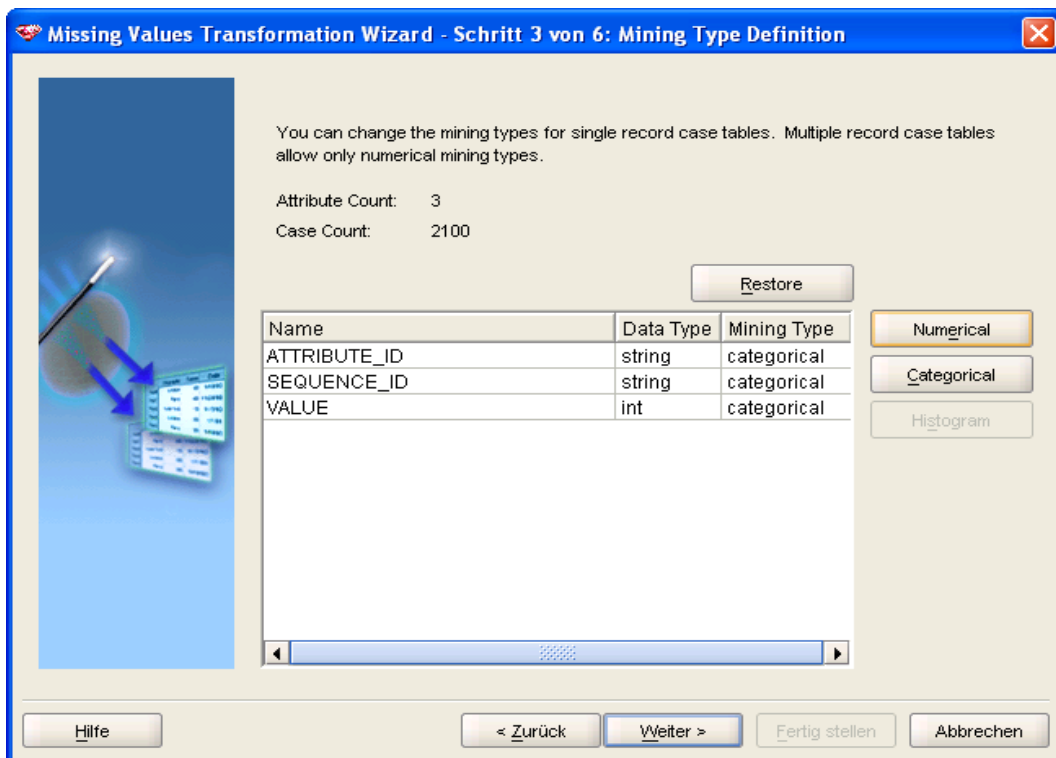 Missing Values Transformation Wizard - Schritt 3 von 6: Mining Type Definition
You can change the mining types for single record case tables. Multiple record case tables
allow only numerical mining types.
Attribute Count: 3
Case Count: 2100
Restore
Name Data Type Mining Type
ATTRIBUTE_ID string categorical
SEQUENCE_ID string categorical
VALUE int categorical
Numerical
Categorical
Histogram
Hilfe
< Zurück
Weiter >
Fertig stellen
Abbrechen